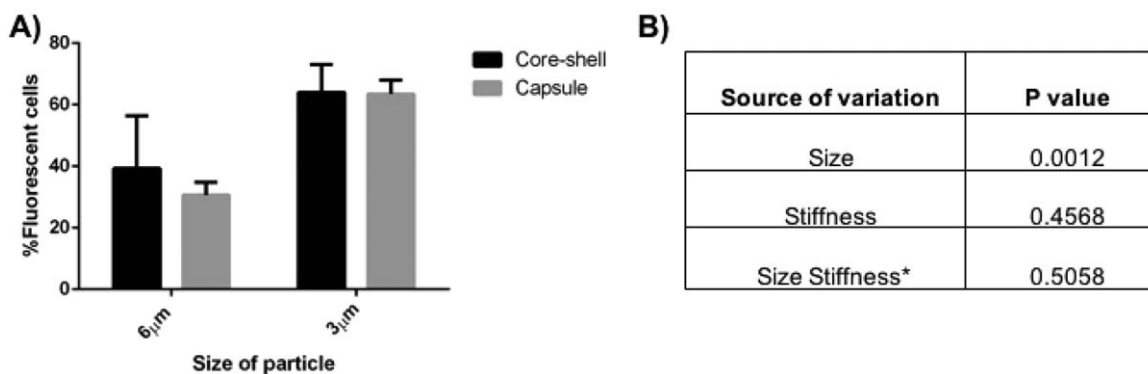 A)
80
60
40
20
0
%Fluorescent cells
6μm
3μm
Size of particle
Core-shell
Capsule
B)
Source of variation P value
Size 0.0012
Stiffness 0.4568
Size Stiffness* 0.5058